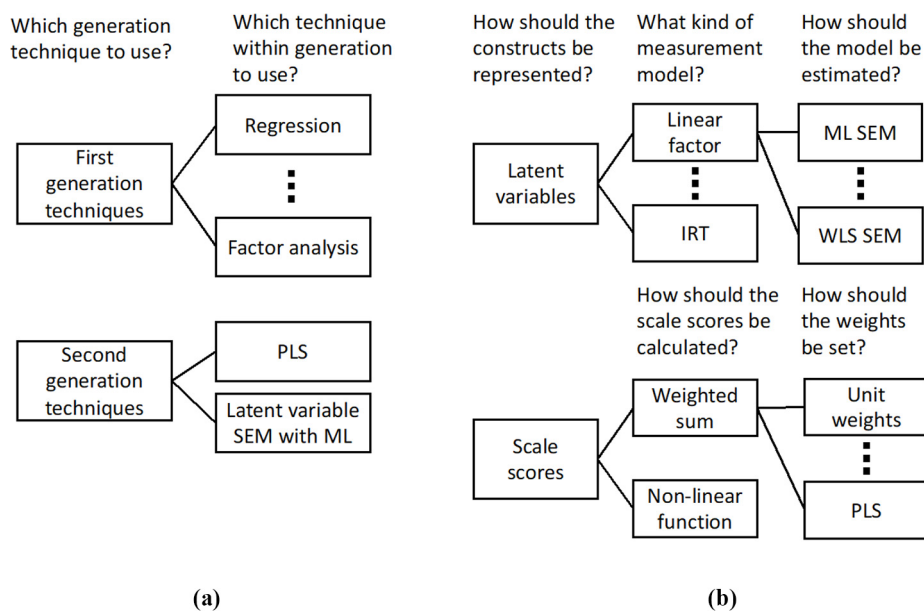 Which generation
technique to use?
Which technique
within generation
to use?
First
generation
techniques
Regression
Factor analysis
Second
generation
techniques
PLS
Latent variable
SEM with ML
(a)
How should the
constructs be
represented?
What kind of
measurement
model?
How should
the model be
estimated?
Latent
variables
Linear
factor
IRT
ML SEM
WLS SEM
How should the
scale scores be
calculated?
How should
the weights
be set?
Scale
scores
Weighted
sum
Non-linear
function
Unit
weights
PLS
(b)